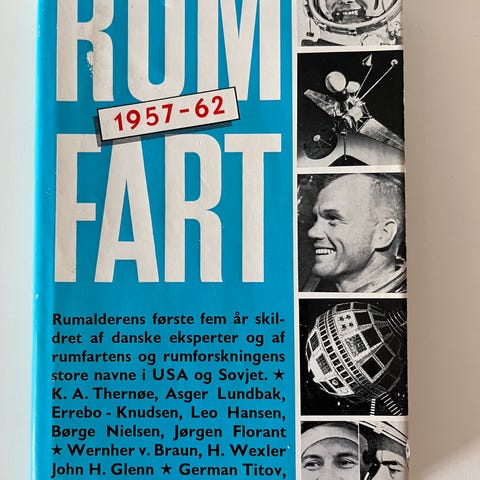 RUM
1957-62
FART
Rumalderens første fem år skil-
dret af danske eksperter og af
rumfartens og rumforskningens
store navne i USA og Sovjet. ★
K. A. Thernøe, Asger Lundbak,
Errebo - Knudsen, Leo Hansen,
Børge Nielsen, Jørgen Florant
★ Wernher v. Braun, H. Wexler
John H. Glenn ★ German Titov,